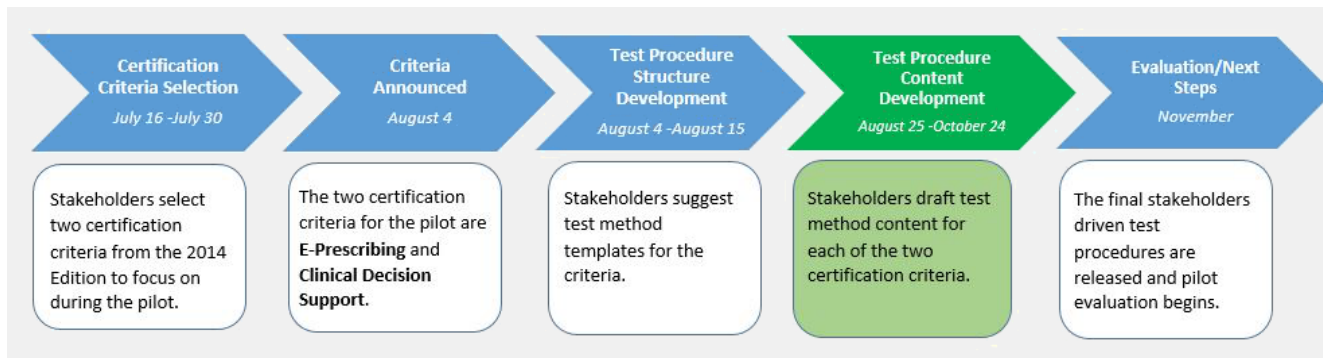 Certification
Criteria Selection
July 16 -July 30
Criteria
Announced
August 4
Test Procedure
Structure
Development
August 4 -August 15
Test Procedure
Content
Development
August 25 -October 24
Evaluation/Next
Steps
November
Stakeholders select
two certification
criteria from the 2014
Edition to focus on
during the pilot.
The two certification
criteria for the pilot are
E-Prescribing and
Clinical Decision
Support.
Stakeholders suggest
test method
templates for the
criteria.
Stakeholders draft test
method content for
each of the two
certification criteria.
The final stakeholders
driven test
procedures are
released and pilot
evaluation begins.